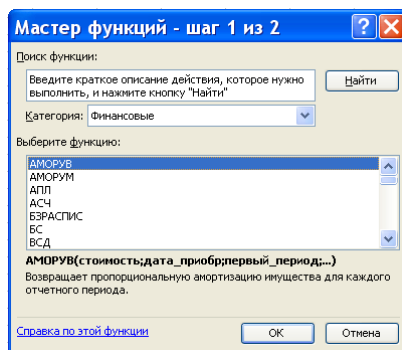 Мастер функций - шаг 1 из 2
Поиск функции:
Введите краткое описание действия, которое нужно
выполнить, и нажмите кнопку "Найти"
Найти
Категория: Финансовые
Выберите функцию:
АМОРУВ
АМОРУМ
АПЛ
АСЧ
БЗРАСПИС
БС
ВСД
АМОРУВ(стоимость;дата_приобр;первый_период;...)
Возвращает пропорциональную амортизацию имущества для каждого
отчетного периода.
Справка по этой функции
ОК
Отмена